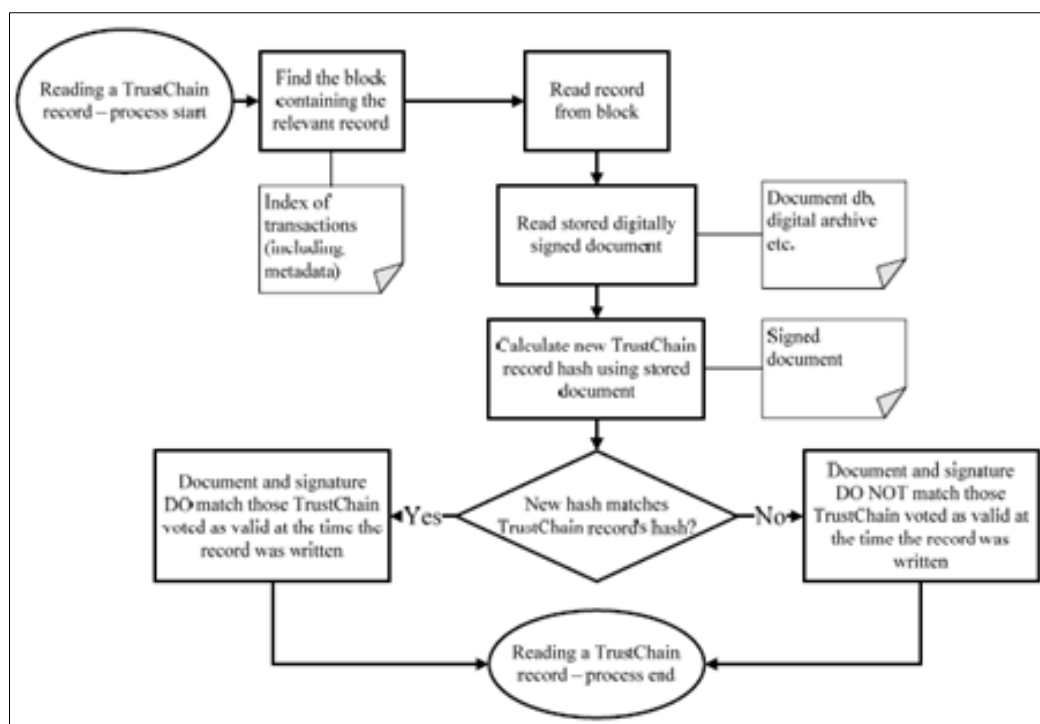 Reading a TrustChain
record – process start
Find the block
containing the
relevant record
Read record
from block
Index of
transactions
(including
metadata)
Read stored digitally
signed document
Document db,
digital archive
etc.
Calculate new TrustChain
record hash using stored
document
Signed
document
Document and signature
DO match those TrustChain
voted as valid at the time the
record was written
Yes
New hash matches
TrustChain record's hash?
No
Document and signature
DO NOT match those
TrustChain voted as valid at
the time the record was
written
Reading a TrustChain
record – process end